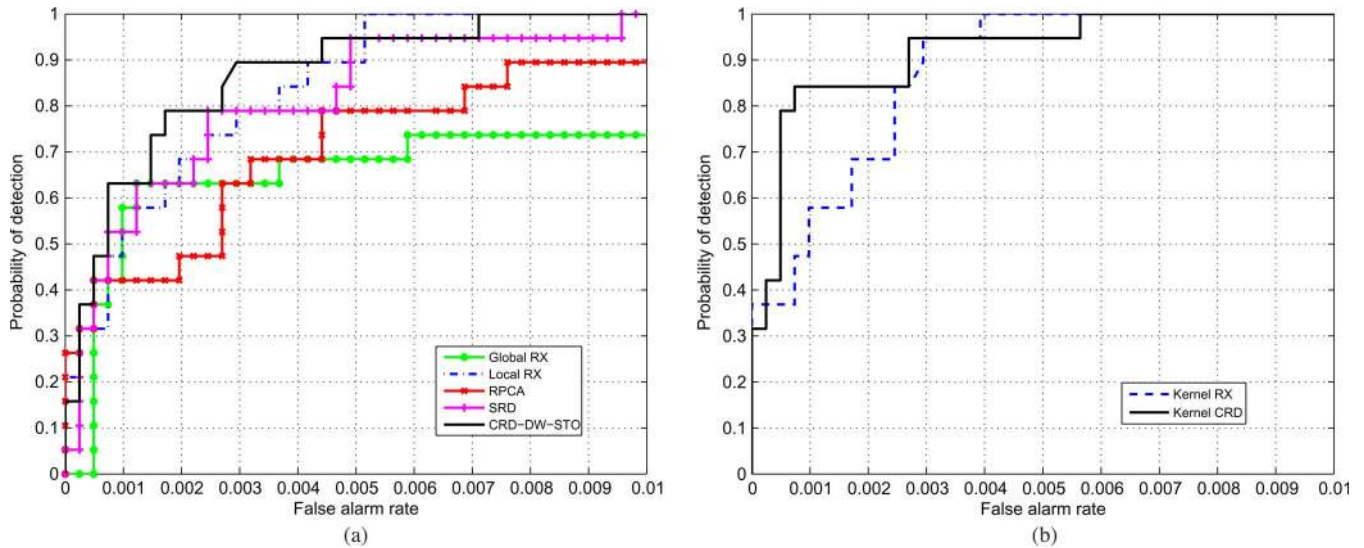 1
0.9
0.8
0.7
0.6
0.5
0.4
0.3
0.2
0.1
0
Probability of detection
0 0.001 0.002 0.003 0.004 0.005 0.006 0.007 0.008 0.009 0.01
False alarm rate
Global RX
Local RX
RPCA
SRD
CRD-DW-STO
(a)
1
0.9
0.8
0.7
0.6
0.5
0.4
0.3
0.2
0.1
0
Probability of detection
0 0.001 0.002 0.003 0.004 0.005 0.006 0.007 0.008 0.009 0.01
False alarm rate
Kernel RX
Kernel CRD
(b)